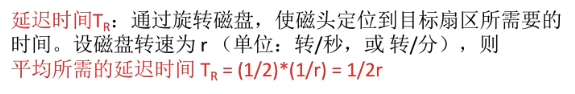 延迟时间TR：通过旋转磁盘，使磁头定位到目标扇区所需要的
时间。设磁盘转速为 r （单位：转/秒，或 转/分），则
平均所需的延迟时间 TR = (1/2)*(1/r) = 1/2r